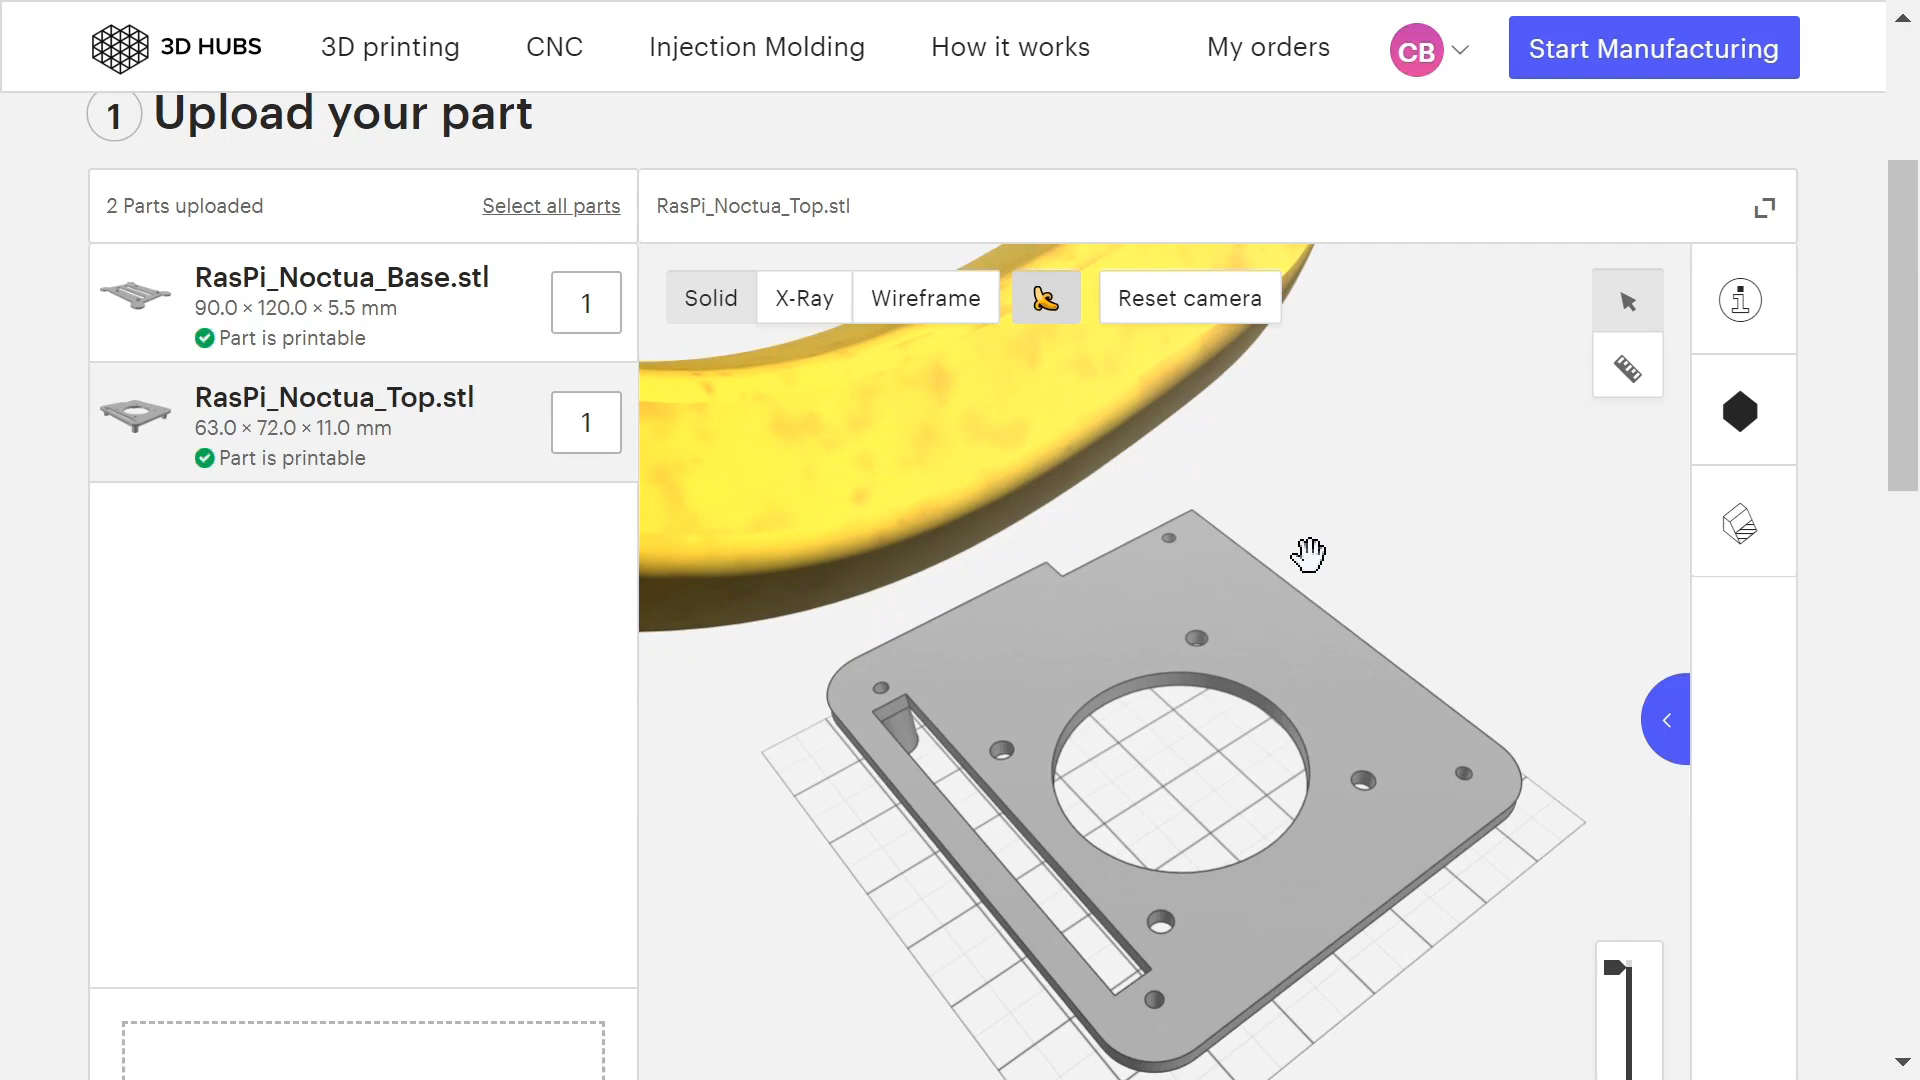 3D HUBS 3D printing CNC Injection Molding How it works My orders CB Start Manufacturing
1 Upload your part
2 Parts uploaded Select all parts RasPi_Noctua_Top.stl
RasPi_Noctua_Base.stl
90.0 × 120.0 × 5.5 mm
Part is printable
1
RasPi_Noctua_Top.stl
63.0 × 72.0 × 11.0 mm
Part is printable
1
Solid X-Ray Wireframe Reset camera